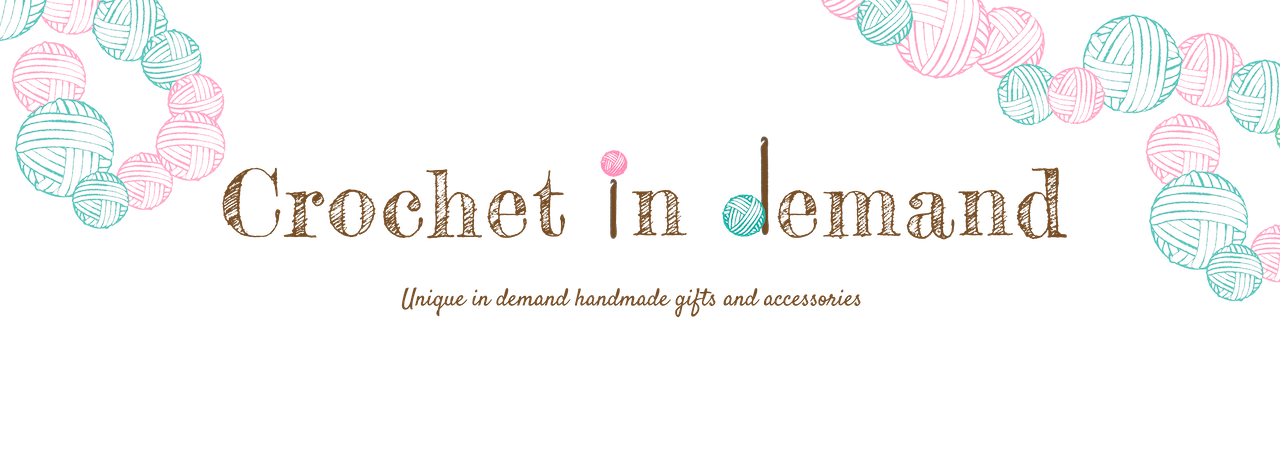 Crochet in demand
Unique in demand handmade gifts and accessories